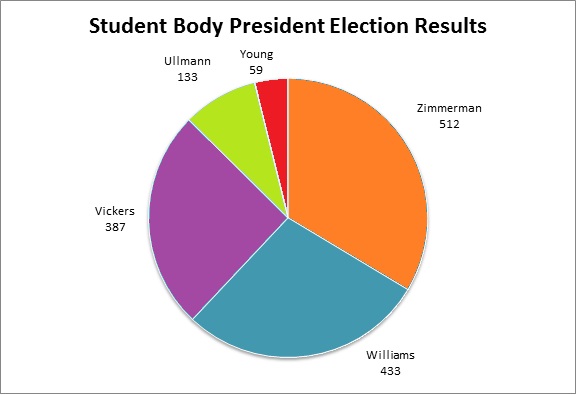 Student Body President Election Results
Young
59
Ullmann
133
Zimmerman
512
Vickers
387
Williams
433